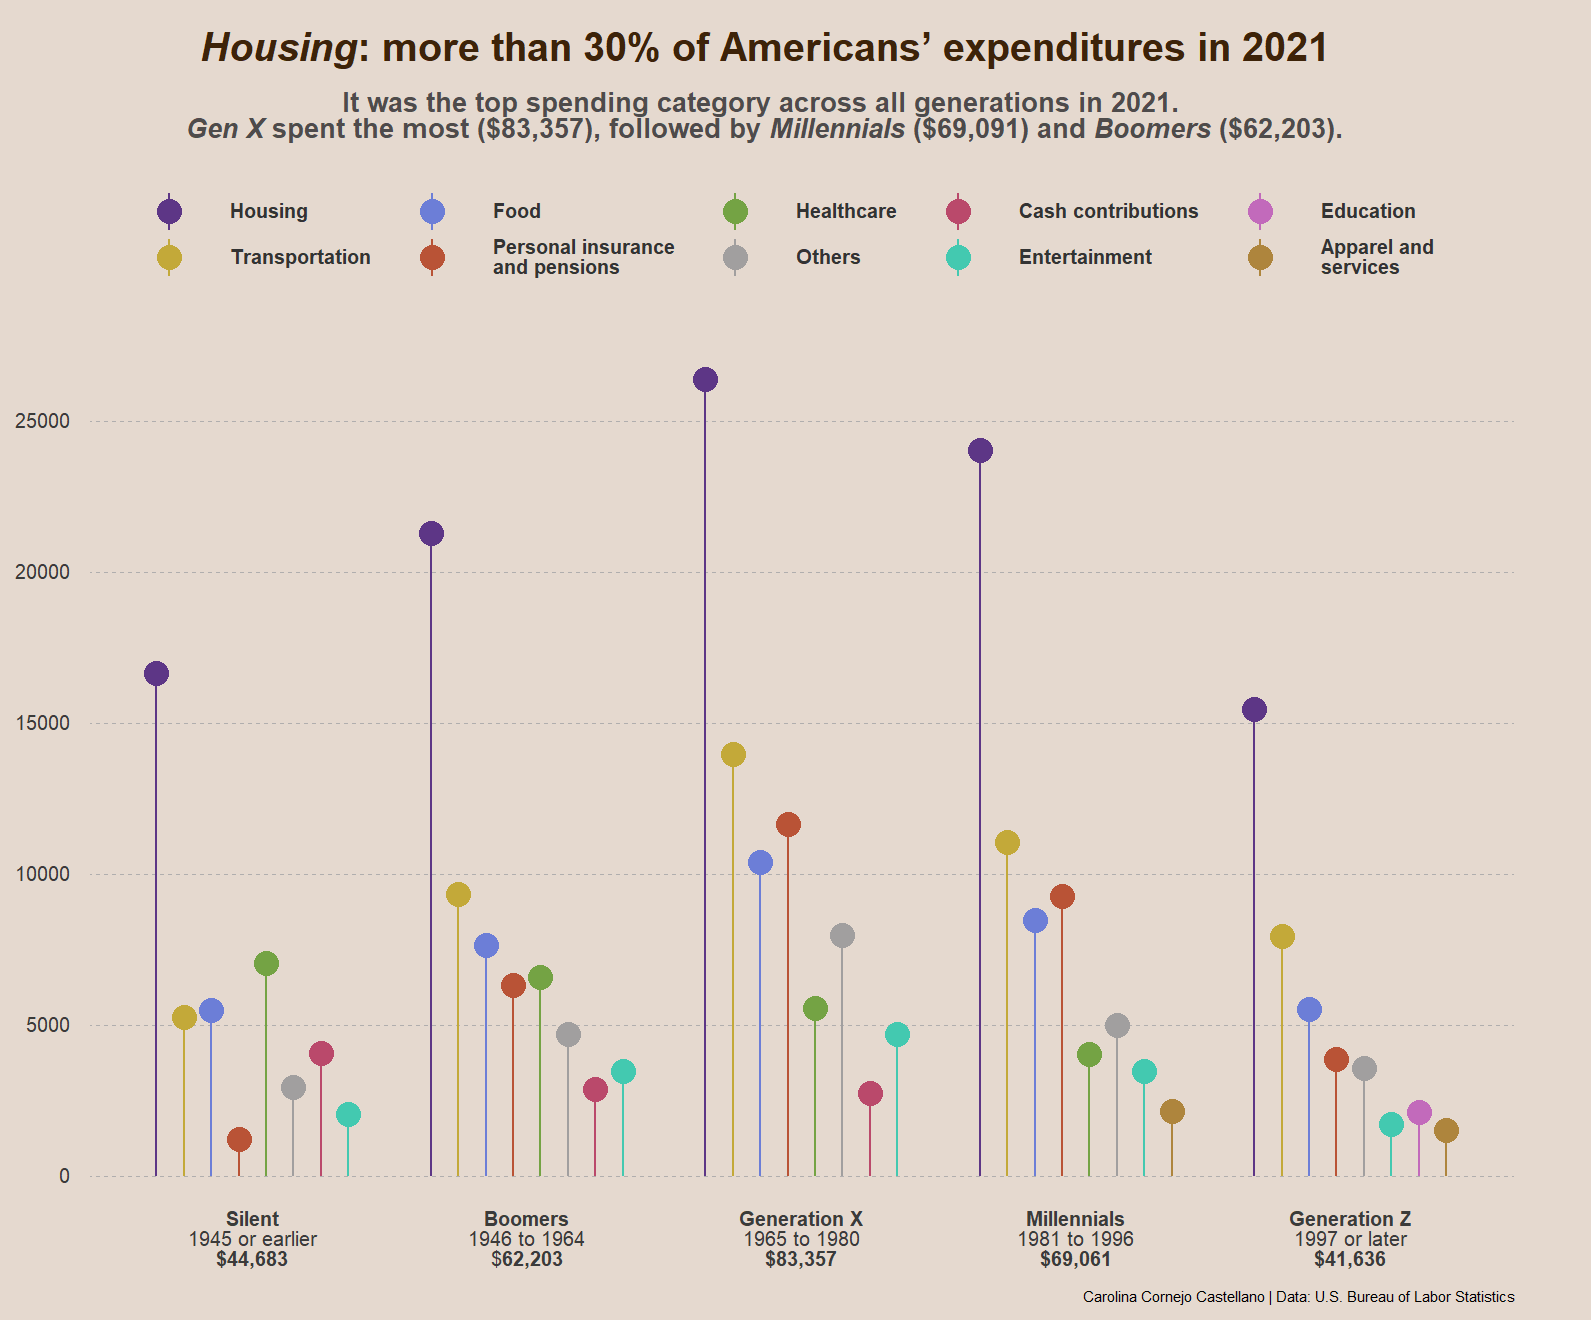 Housing: more than 30% of Americans’ expenditures in 2021
It was the top spending category across all generations in 2021.
Gen X spent the most ($83,357), followed by Millennials ($69,091) and Boomers ($62,203).
Housing
Food
Healthcare
Cash contributions
Education
Transportation
Personal insurance
and pensions
Others
Entertainment
Apparel and
services
25000
20000
15000
10000
5000
0
Silent
1945 or earlier
$44,683
Boomers
1946 to 1964
$62,203
Generation X
1965 to 1980
$83,357
Millennials
1981 to 1996
$69,061
Generation Z
1997 or later
$41,636
Carolina Cornejo Castellano | Data: U.S. Bureau of Labor Statistics